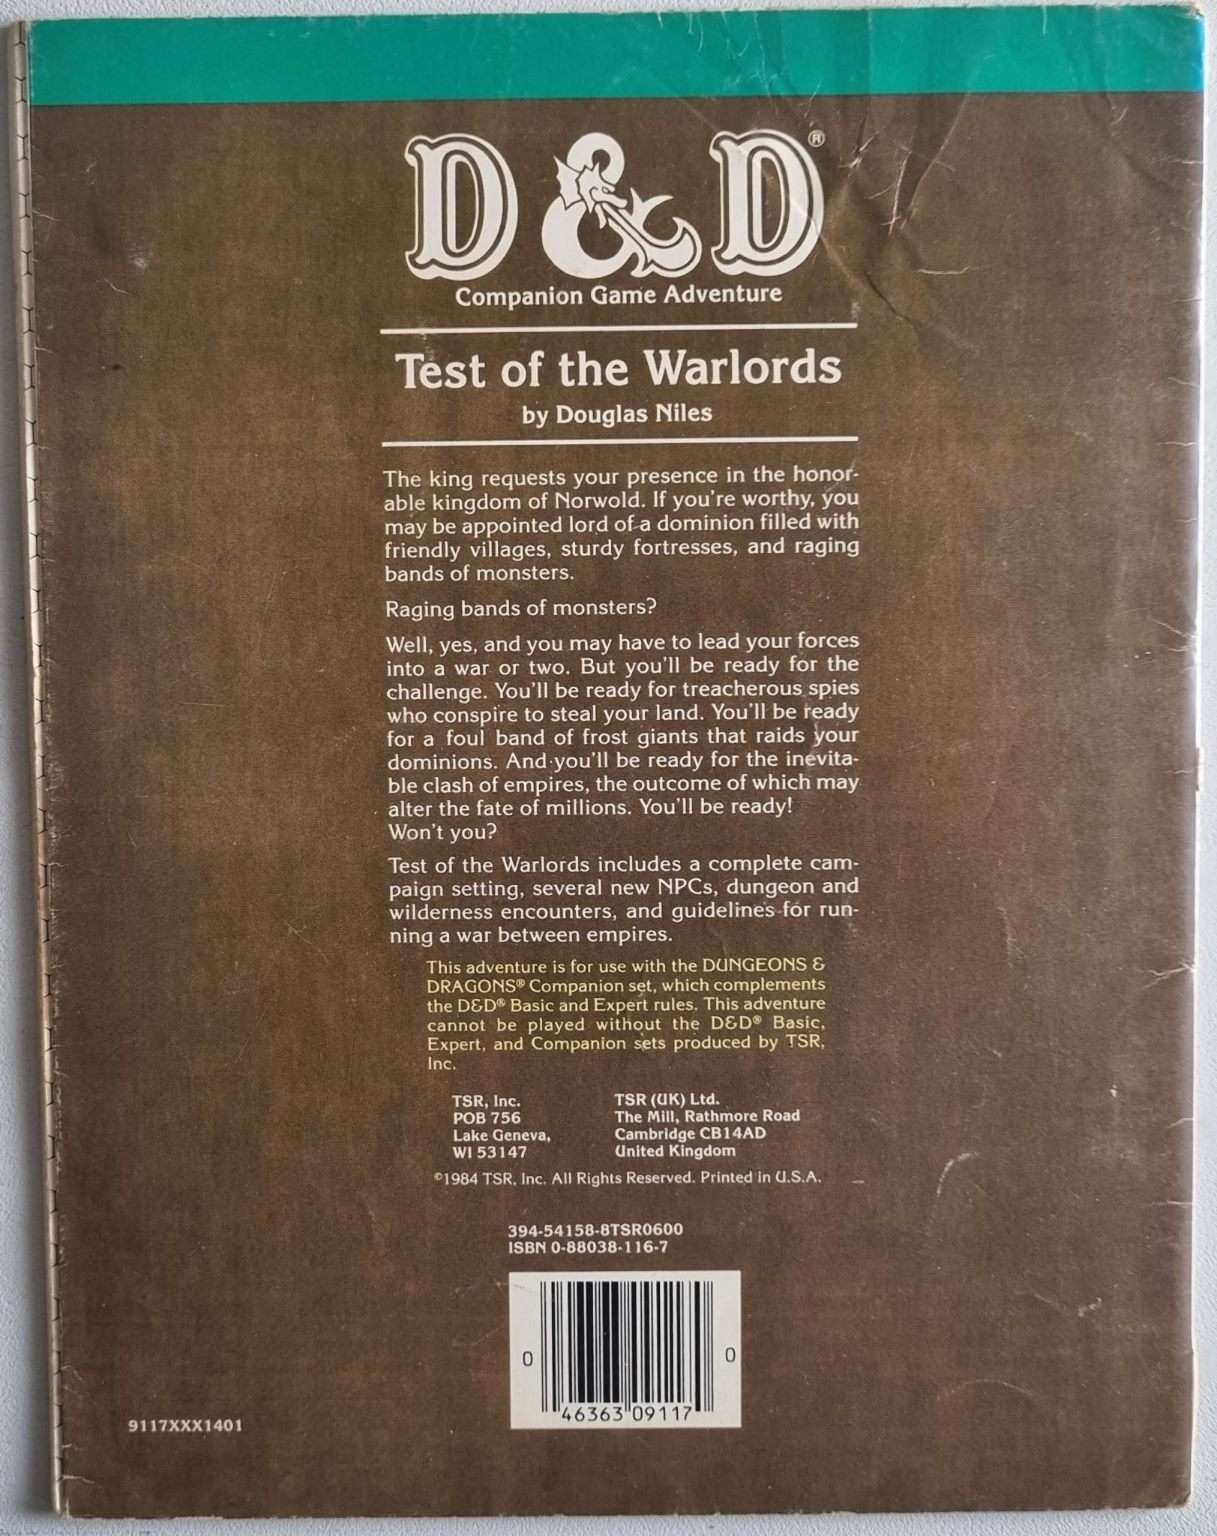 D&D®
Companion Game Adventure
Test of the Warlords
by Douglas Niles
The king requests your presence in the honor-
able kingdom of Norwold. If you're worthy, you
may be appointed lord of a dominion filled with
friendly villages, sturdy fortresses, and raging
bands of monsters.
Raging bands of monsters?
Well, yes, and you may have to lead your forces
into a war or two. But you'll be ready for the
challenge. You'll be ready for treacherous spies
who conspire to steal your land. You'll be ready
for a foul band of frost giants that raids your
dominions. And you'll be ready for the inevita-
ble clash of empires, the outcome of which may
alter the fate of millions. You'll be ready!
Won't you?
Test of the Warlords includes a complete cam-
paign setting, several new NPCs, dungeon and
wilderness encounters, and guidelines for run-
ning a war between empires.
This adventure is for use with the DUNGEONS &
DRAGONS® Companion set, which complements
the D&D® Basic and Expert rules. This adventure
cannot be played without the D&D® Basic,
Expert, and Companion sets produced by TSR,
Inc.
TSR, Inc.
POB 756
Lake Geneva,
WI 53147
TSR (UK) Ltd.
The Mill, Rathmore Road
Cambridge CB14AD
United Kingdom
©1984 TSR, Inc. All Rights Reserved. Printed in U.S.A.
394-54158-8TSR0600
ISBN 0-88038-116-7
0 46363 09117 0
9117XXX1401